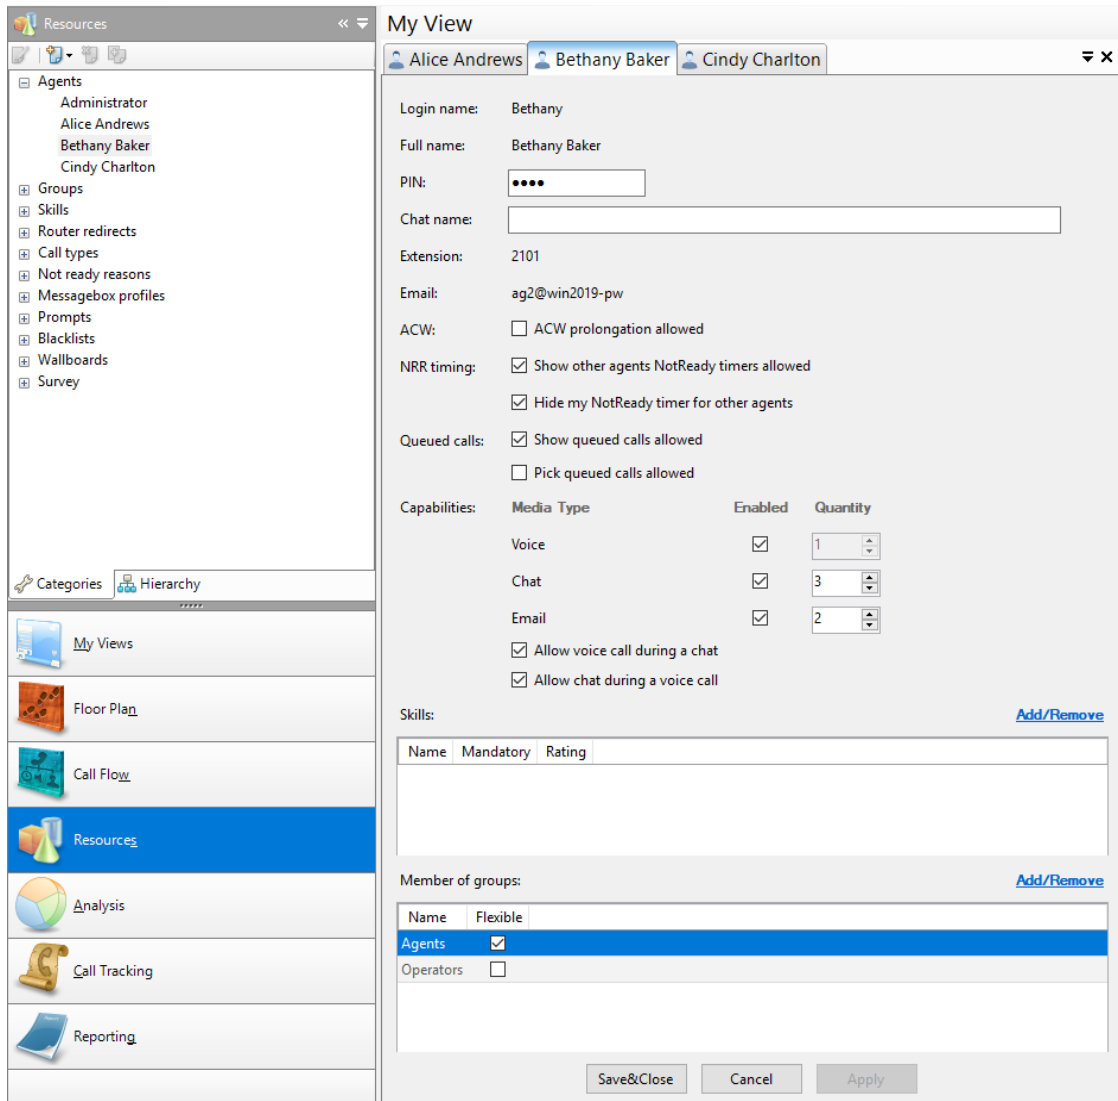 Resources
Agents
Administrator
Alice Andrews
Bethany Baker
Cindy Charlton
Groups
Skills
Router redirects
Call types
Not ready reasons
Messagebox profiles
Prompts
Blacklists
Wallboards
Survey
Categories Hierarchy
My Views
Floor Plan
Call Flow
Resources
Analysis
Call Tracking
Reporting
My View
Alice Andrews Bethany Baker Cindy Charlton
Login name: Bethany
Full name: Bethany Baker
PIN: ••••
Chat name:
Extension: 2101
Email: ag2@win2019-pw
ACW: ACW prolongation allowed
NRR timing: Show other agents NotReady timers allowed
Hide my NotReady timer for other agents
Queued calls: Show queued calls allowed
Pick queued calls allowed
Capabilities: Media Type Enabled Quantity
Voice 1
Chat 3
Email 2
Allow voice call during a chat
Allow chat during a voice call
Skills: Add/Remove
Name Mandatory Rating
Member of groups: Add/Remove
Name Flexible
Agents
Operators
Save&Close Cancel Apply